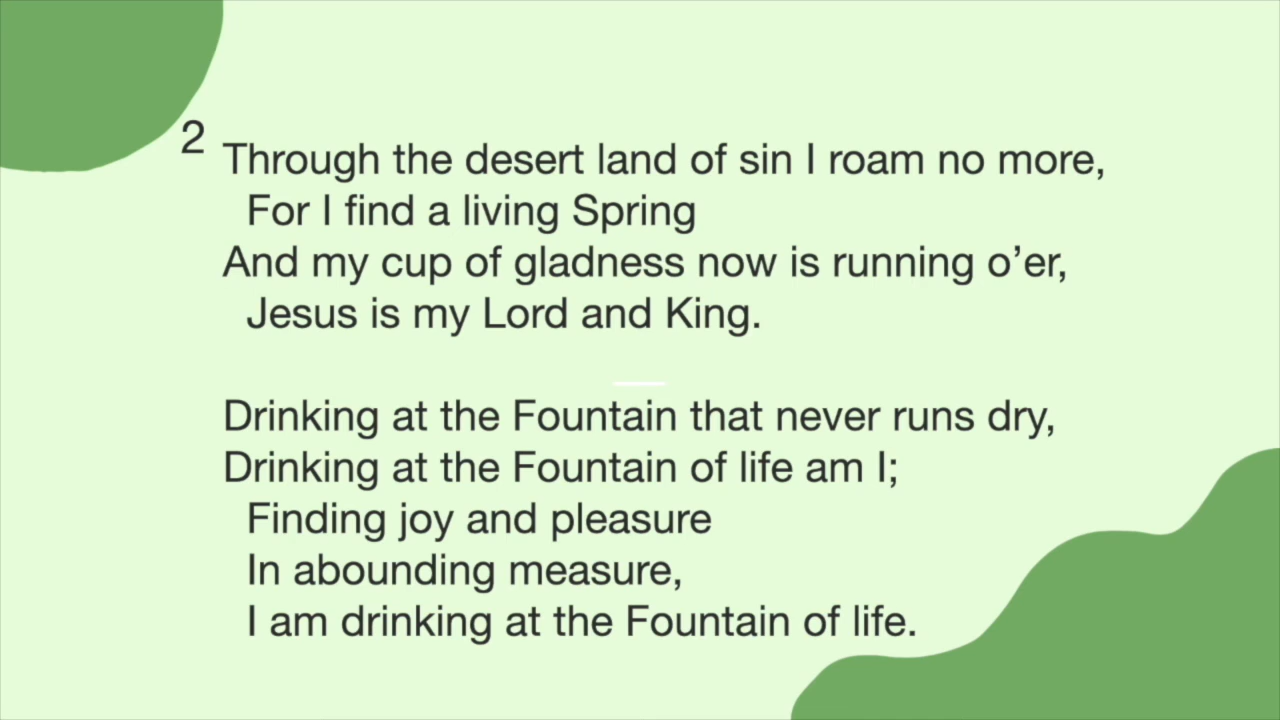 2
Through the desert land of sin I roam no more,
For I find a living Spring
And my cup of gladness now is running o’er,
Jesus is my Lord and King.
Drinking at the Fountain that never runs dry,
Drinking at the Fountain of life am I;
Finding joy and pleasure
In abounding measure,
I am drinking at the Fountain of life.